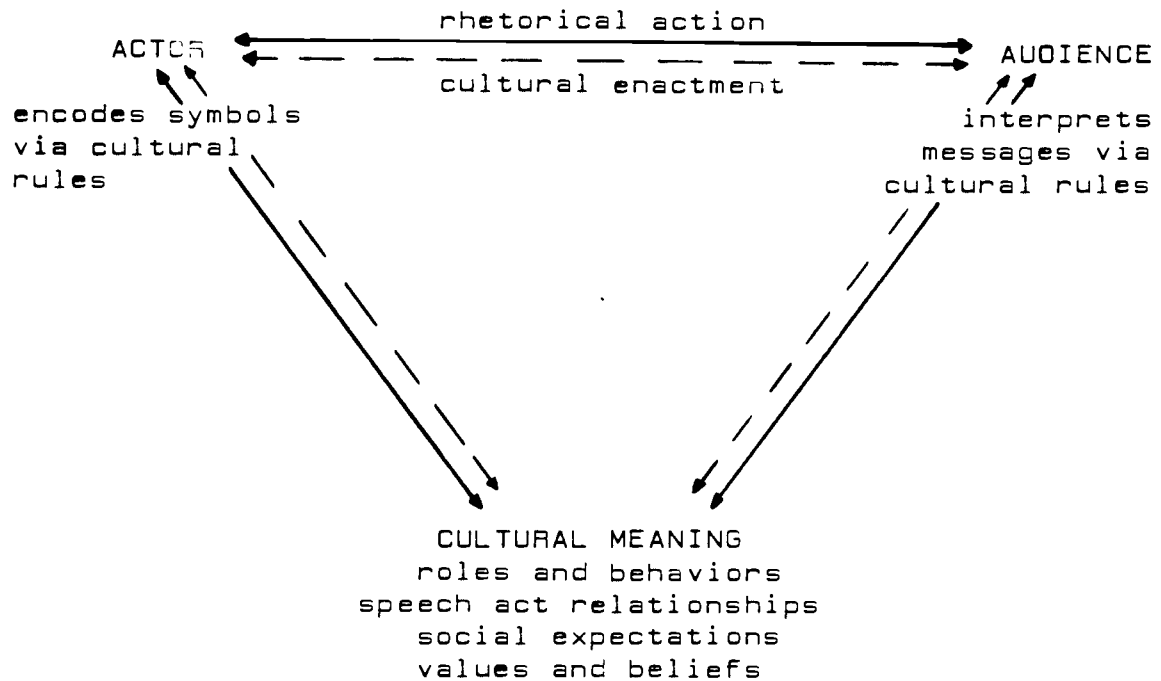 rhetorical action
ACTOR
AUDIENCE
cultural enactment
encodes symbols
via cultural
rules
interprets
messages via
cultural rules
CULTURAL MEANING
roles and behaviors
speech act relationships
social expectations
values and beliefs